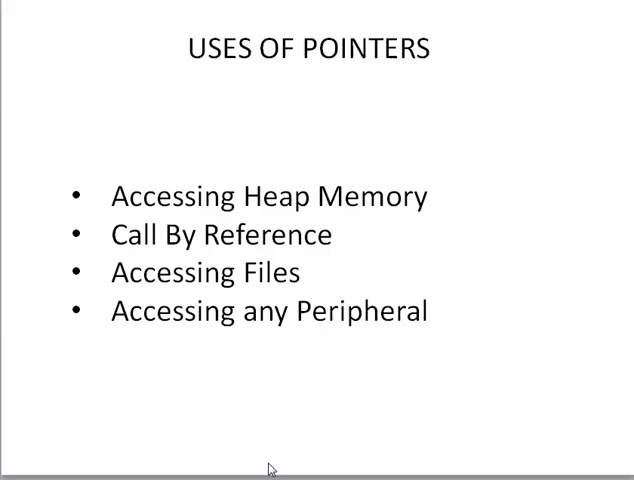 USES OF POINTERS
• Accessing Heap Memory
• Call By Reference
• Accessing Files
• Accessing any Peripheral